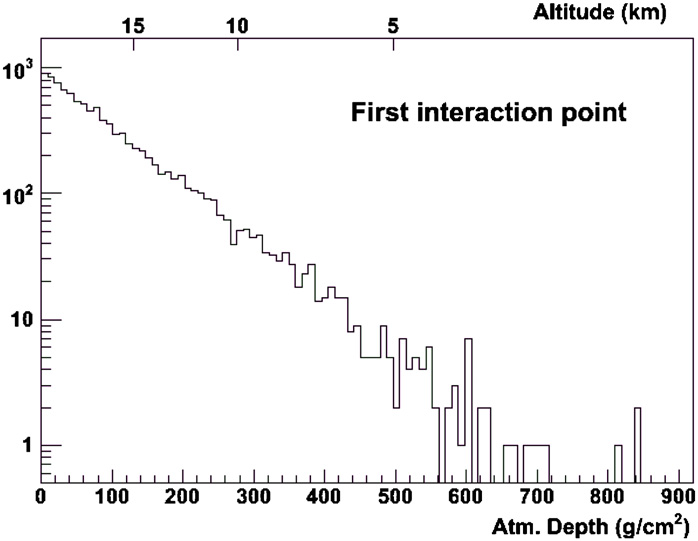 Altitude (km)
15 10 5
10³
First interaction point
10²
10
1
0 100 200 300 400 500 600 700 800 900
Atm. Depth (g/cm²)